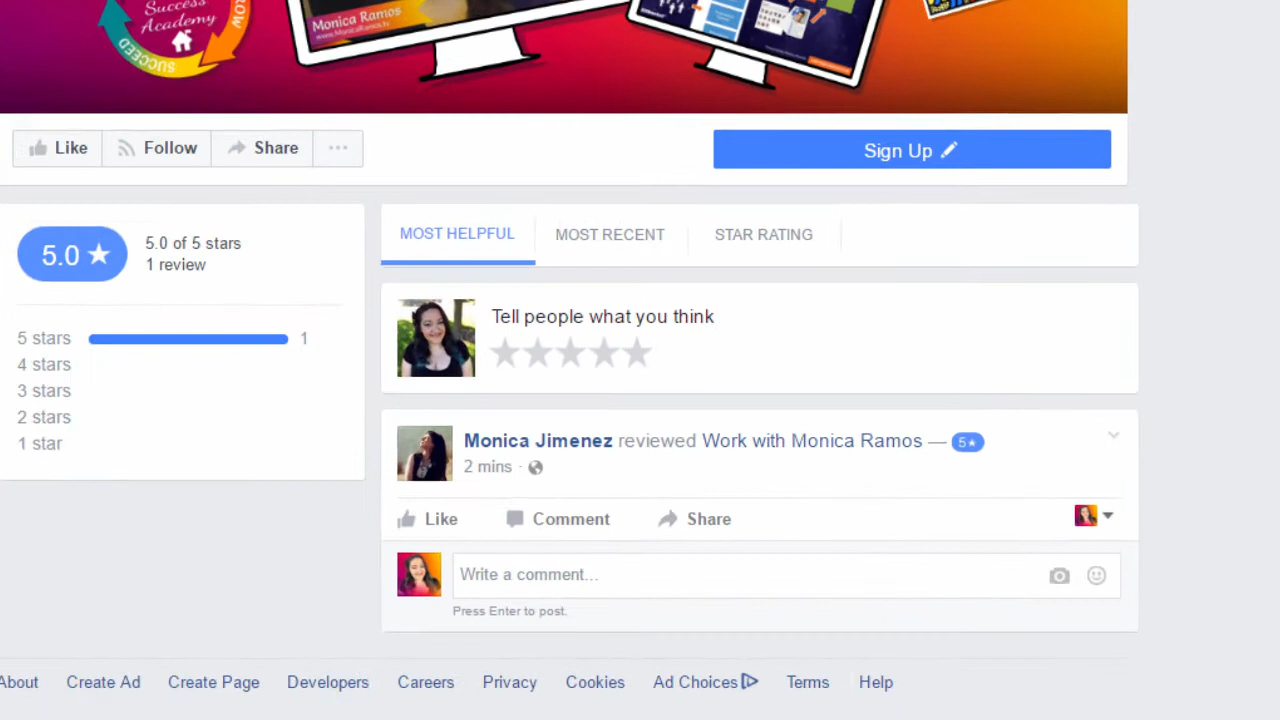 Success
Academy
SUCCEED
Monica Ramos
www.MonicaRamos.tv
Like
Follow
Share
Sign Up
5.0
5.0 of 5 stars
1 review
5 stars
1
4 stars
3 stars
2 stars
1 star
MOST HELPFUL
MOST RECENT
STAR RATING
Tell people what you think
Monica Jimenez reviewed Work with Monica Ramos — 5★
2 mins ·
Like
Comment
Share
Write a comment...
Press Enter to post.
About
Create Ad
Create Page
Developers
Careers
Privacy
Cookies
Ad Choices
Terms
Help